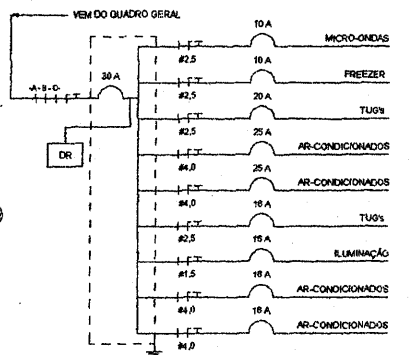 VEM DO QUADRO GERAL
10 A
MICRO-ONDAS
#2,5
-A-B-D-
30 A
10 A
FREEZER
#2,5
20 A
TUG's
#2,5
DR
25 A
AR-CONDICIONADOS
#4,0
25 A
AR-CONDICIONADOS
#4,0
16 A
TUG's
#2,5
16 A
ILUMINAÇÃO
#1,5
16 A
AR-CONDICIONADOS
#4,0
16 A
AR-CONDICIONADOS
#4,0